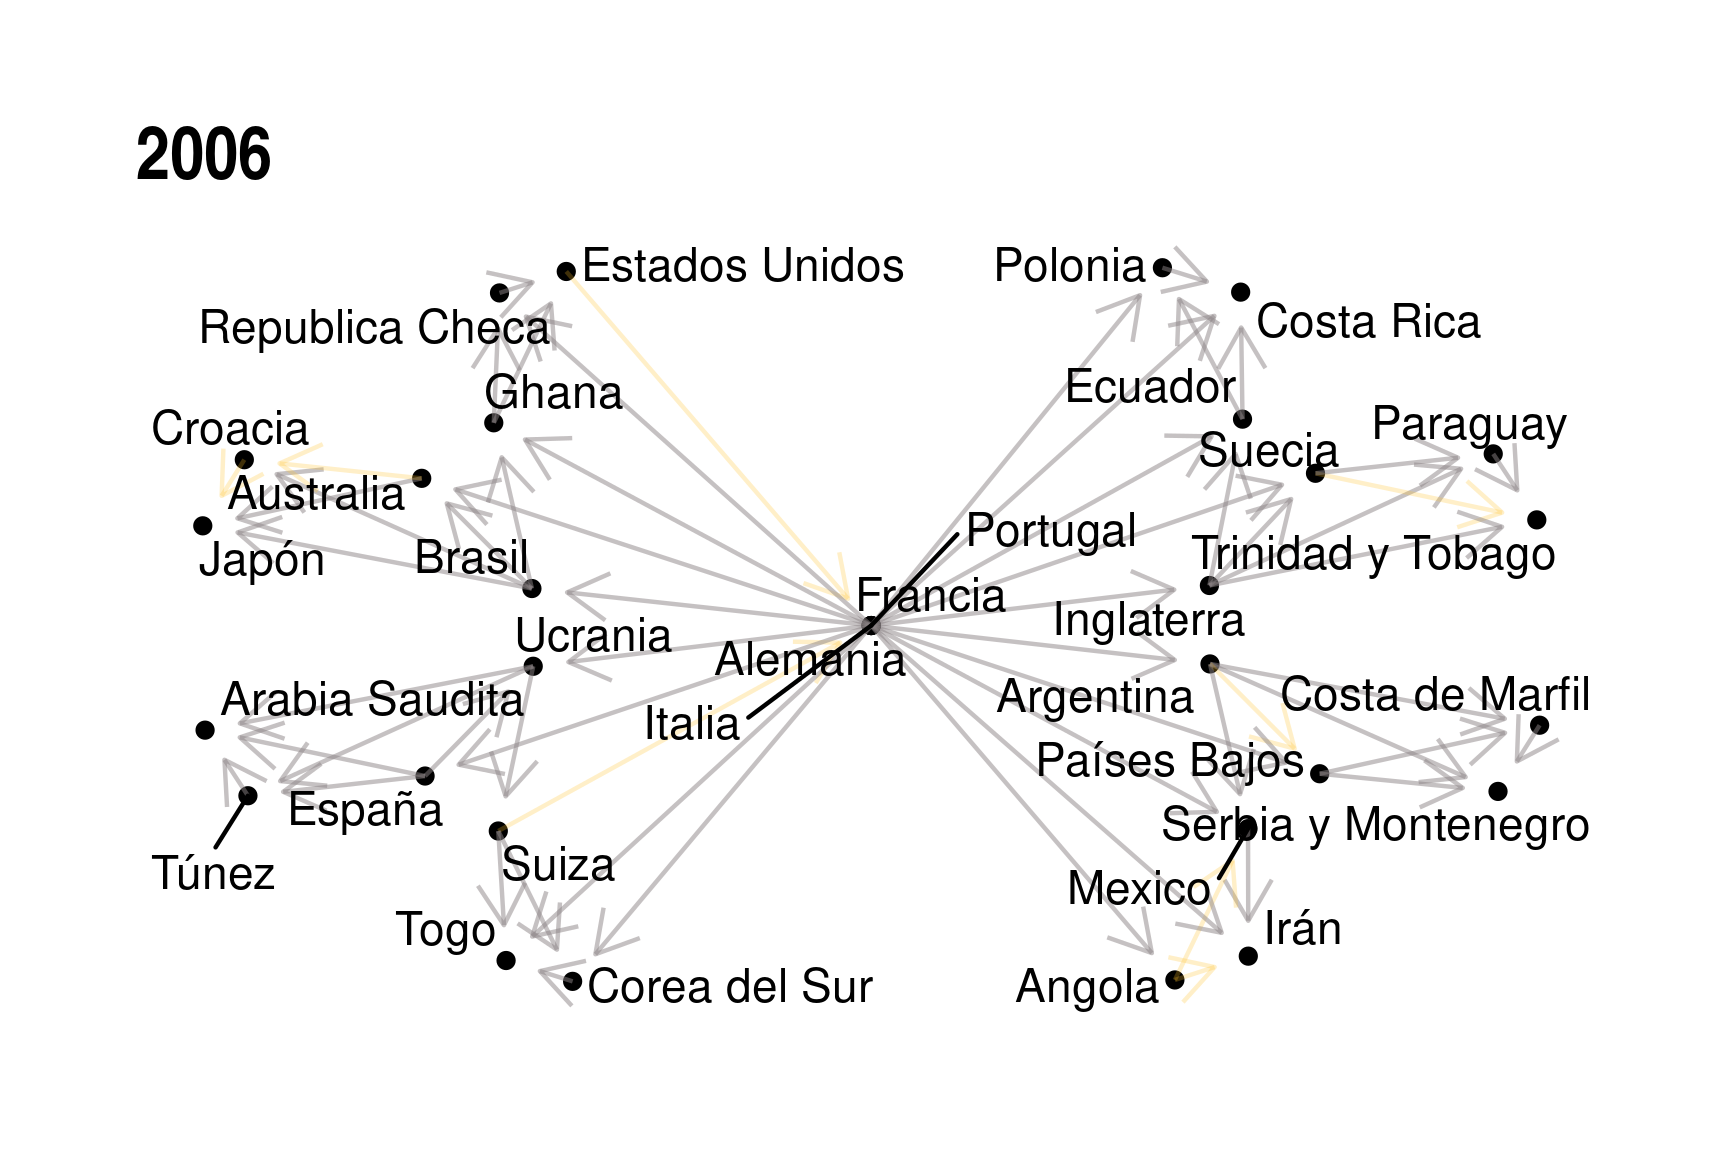 2006
Estados Unidos
Polonia
Republica Checa
Costa Rica
Ghana
Ecuador
Croacia
Paraguay
Suecia
Australia
Portugal
Japón
Brasil
Trinidad y Tobago
Francia
Inglaterra
Ucrania
Alemania
Arabia Saudita
Argentina
Costa de Marfil
Italia
Países Bajos
España
Serbia y Montenegro
Túnez
Suiza
Mexico
Togo
Irán
Corea del Sur
Angola